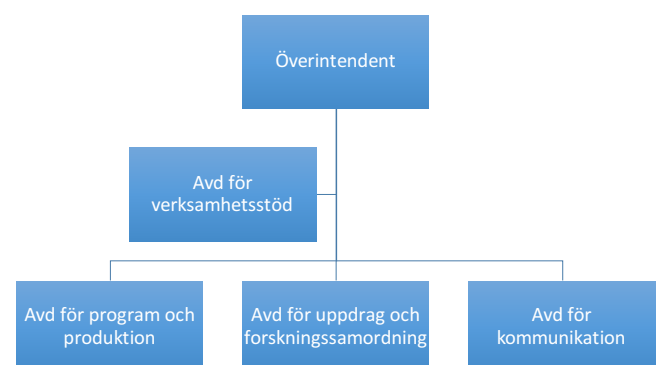 Överintendent
Avd för
verksamhetsstöd
Avd för program och
produktion
Avd för uppdrag och
forskningssamordning
Avd för
kommunikation